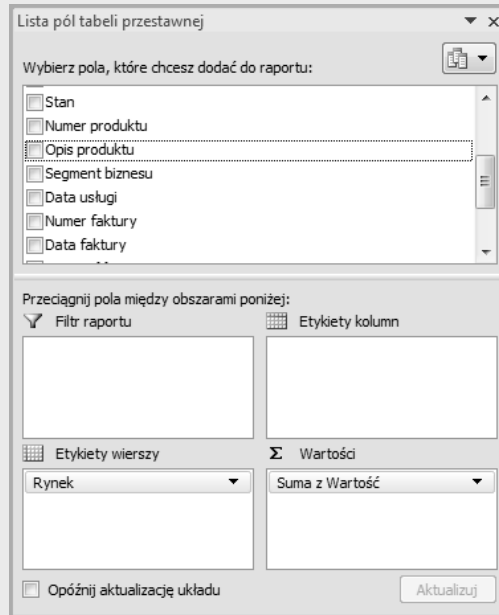 Lista pól tabeli przestawnej
Wybierz pola, które chcesz dodać do raportu:
Stan
Numer produktu
Opis produktu
Segment biznesu
Data usługi
Numer faktury
Data faktury
Przeciągnij pola między obszarami poniżej:
Filtr raportu
Etykiety kolumn
Etykiety wierszy
Σ Wartości
Rynek
Suma z Wartość
Opóźnij aktualizację układu
Aktualizuj